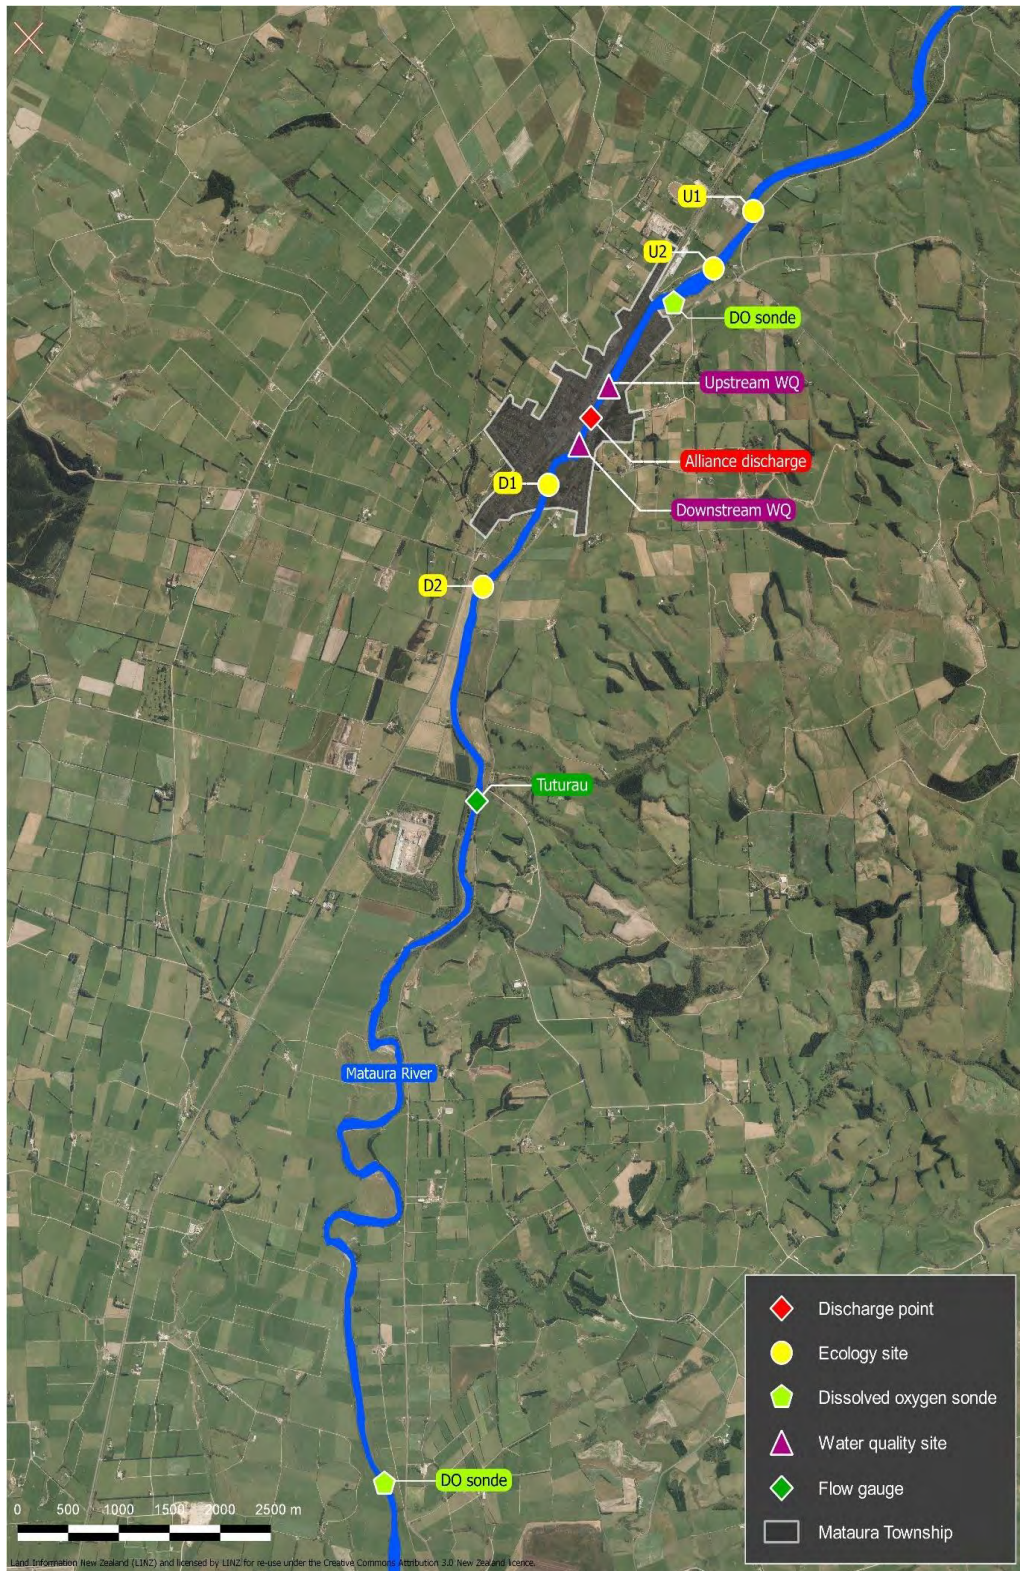 U1
U2
DO sonde
Upstream WQ
Alliance discharge
D1
Downstream WQ
D2
Tuturau
Mataura River
DO sonde
0 500 1000 1500 2000 2500 m
Land Information New Zealand (LINZ) and licensed by LINZ for re-use under the Creative Commons Attribution 3.0 New Zealand licence.
Discharge point
Ecology site
Dissolved oxygen sonde
Water quality site
Flow gauge
Mataura Township